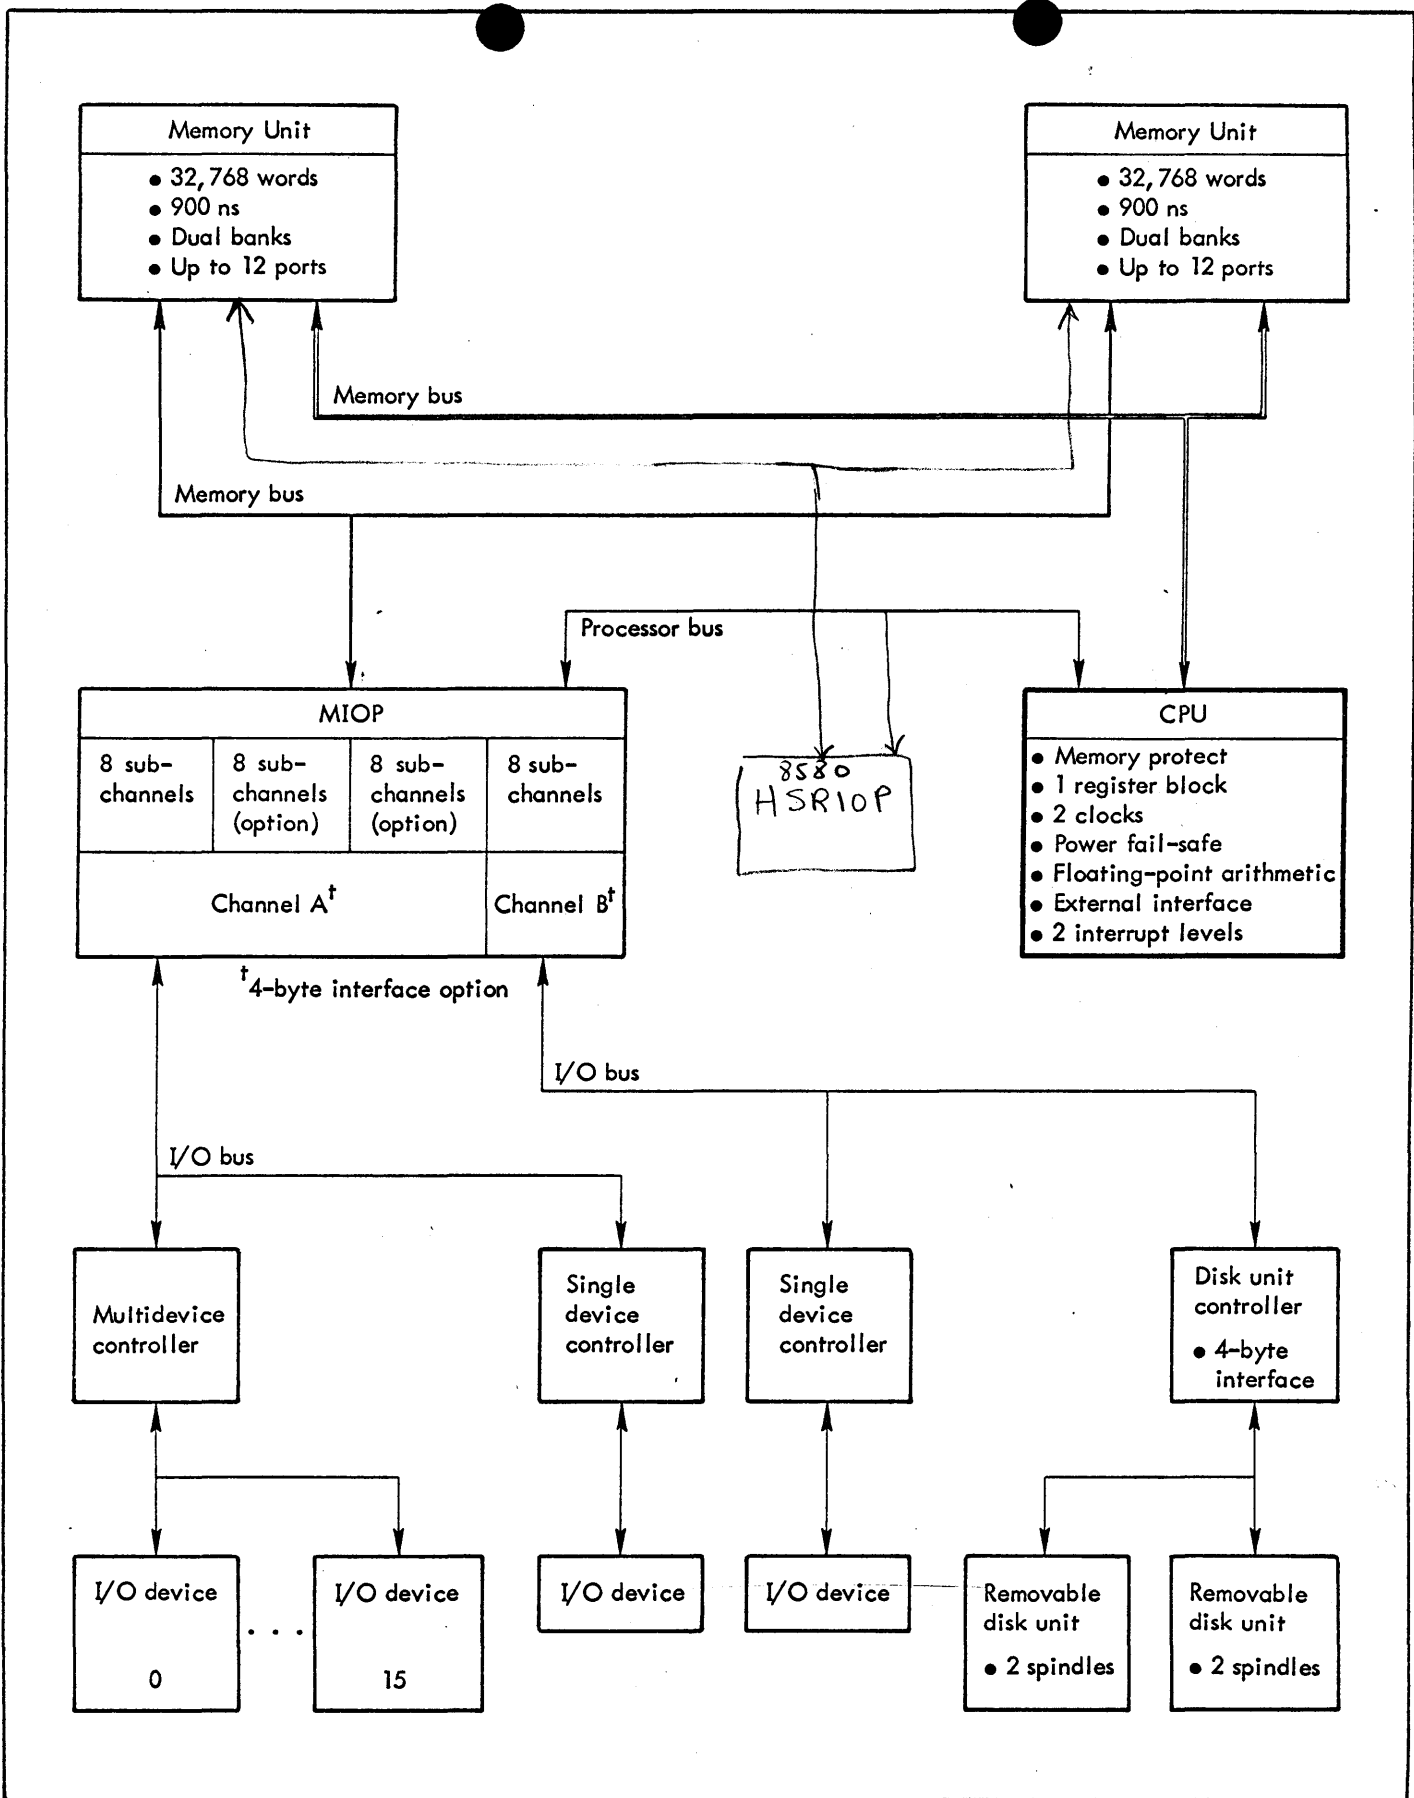 Memory Unit
• 32,768 words
• 900 ns
• Dual banks
• Up to 12 ports
Memory Unit
• 32,768 words
• 900 ns
• Dual banks
• Up to 12 ports
Memory bus
Memory bus
Processor bus
MIOP
8 sub-
channels
8 sub-
channels
(option)
8 sub-
channels
(option)
8 sub-
channels
Channel A†
Channel B†
†4-byte interface option
8580
HSRIOP
CPU
• Memory protect
• 1 register block
• 2 clocks
• Power fail-safe
• Floating-point arithmetic
• External interface
• 2 interrupt levels
I/O bus
I/O bus
Multidevice
controller
Single
device
controller
Single
device
controller
Disk unit
controller
• 4-byte
interface
I/O device
0
. . . .
I/O device
15
I/O device
I/O device
Removable
disk unit
• 2 spindles
Removable
disk unit
• 2 spindles